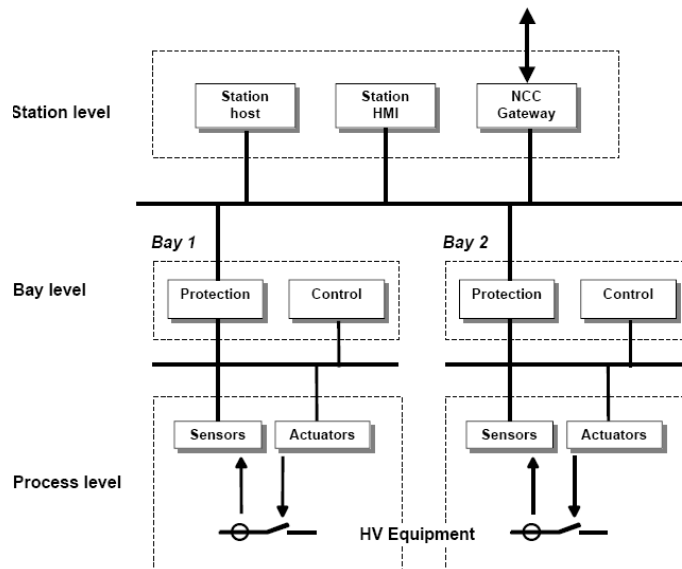 Station level
Station
host
Station
HMI
NCC
Gateway
Bay 1
Bay 2
Bay level
Protection
Control
Protection
Control
Sensors
Actuators
Sensors
Actuators
Process level
HV Equipment